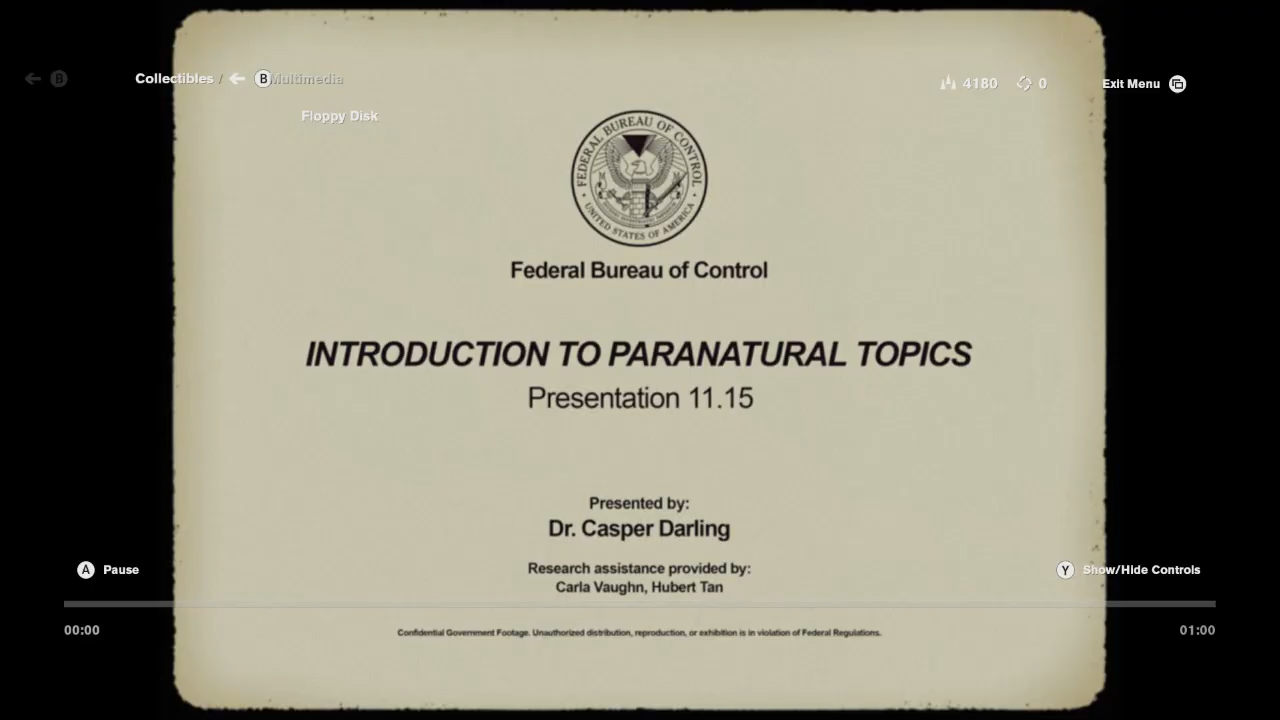 B
Collectibles / B Multimedia
4180 0
Exit Menu
Floppy Disk
FEDERAL BUREAU OF CONTROL
UNITED STATES OF AMERICA
Federal Bureau of Control
INTRODUCTION TO PARANATURAL TOPICS
Presentation 11.15
Presented by:
Dr. Casper Darling
Research assistance provided by:
Carla Vaughn, Hubert Tan
A Pause
Y Show/Hide Controls
00:00
01:00
Confidential Government Footage. Unauthorized distribution, reproduction, or exhibition is in violation of Federal Regulations.